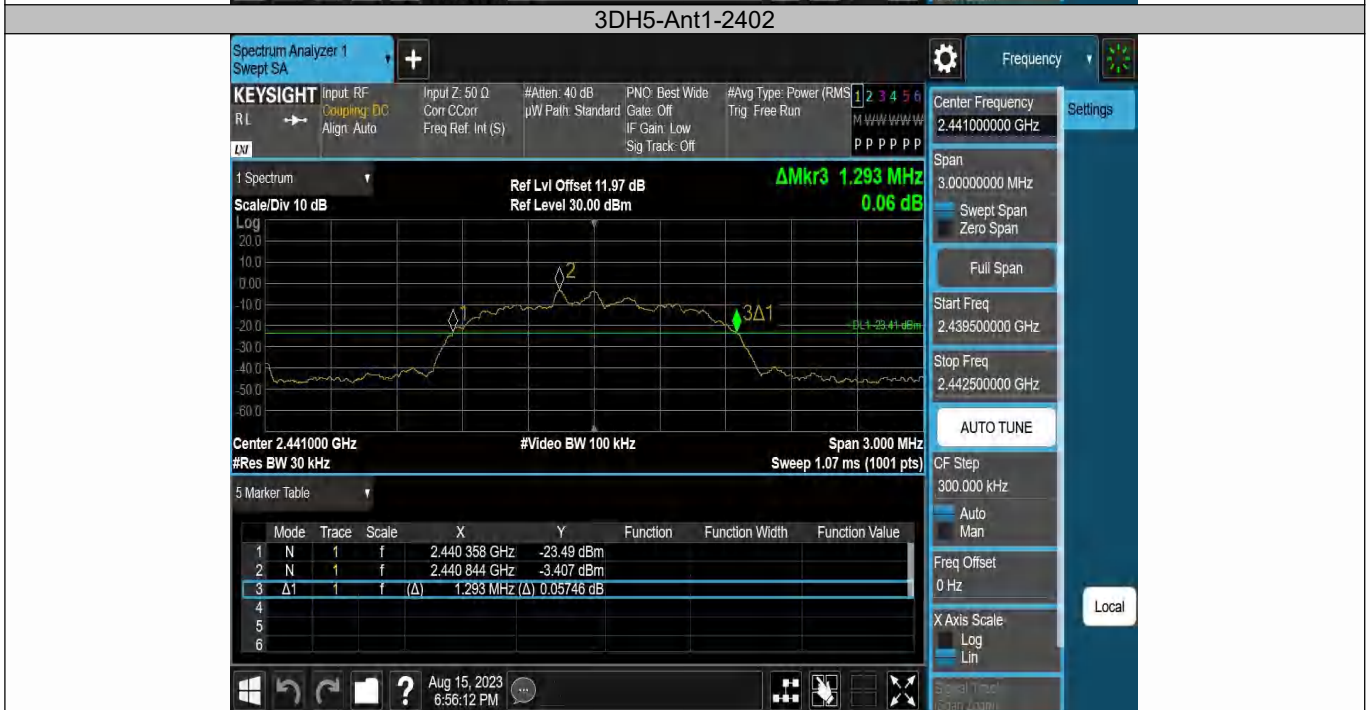 3DH5-Ant1-2402
Spectrum Analyzer 1
Swept SA
+
Frequency
KEYSIGHT
RL
LXI
Input: RF
Coupling: DC
Align: Auto
Input Z: 50 Ω
Corr CCorr
Freq Ref: Int (S)
#Atten: 40 dB
µW Path: Standard
PNO: Best Wide
Gate: Off
IF Gain: Low
Sig Track: Off
#Avg Type: Power (RMS
Trig: Free Run
1 2 3 4 5 6
M W W W W W
P P P P P P
Center Frequency
2.441000000 GHz
Settings
1 Spectrum
Scale/Div 10 dB
Ref Lvl Offset 11.97 dB
Ref Level 30.00 dBm
ΔMkr3 1.293 MHz
0.06 dB
Log
20.0
10.0
0.00
-10.0
-20.0
-30.0
-40.0
-50.0
-60.0
1
2
3Δ1
DL1 -23.41 dBm
Center 2.441000 GHz
#Res BW 30 kHz
#Video BW 100 kHz
Span 3.000 MHz
Sweep 1.07 ms (1001 pts)
Span
3.00000000 MHz
Swept Span
Zero Span
Full Span
Start Freq
2.439500000 GHz
Stop Freq
2.442500000 GHz
AUTO TUNE
CF Step
300.000 kHz
Auto
Man
Freq Offset
0 Hz
X Axis Scale
Log
Lin
Local
5 Marker Table
Mode Trace Scale X Y Function Function Width Function Value
1 N 1 f 2.440 358 GHz -23.49 dBm
2 N 1 f 2.440 844 GHz -3.407 dBm
3 Δ1 1 f (Δ) 1.293 MHz (Δ) 0.05746 dB
4
5
6
?
Aug 15, 2023
6:56:12 PM